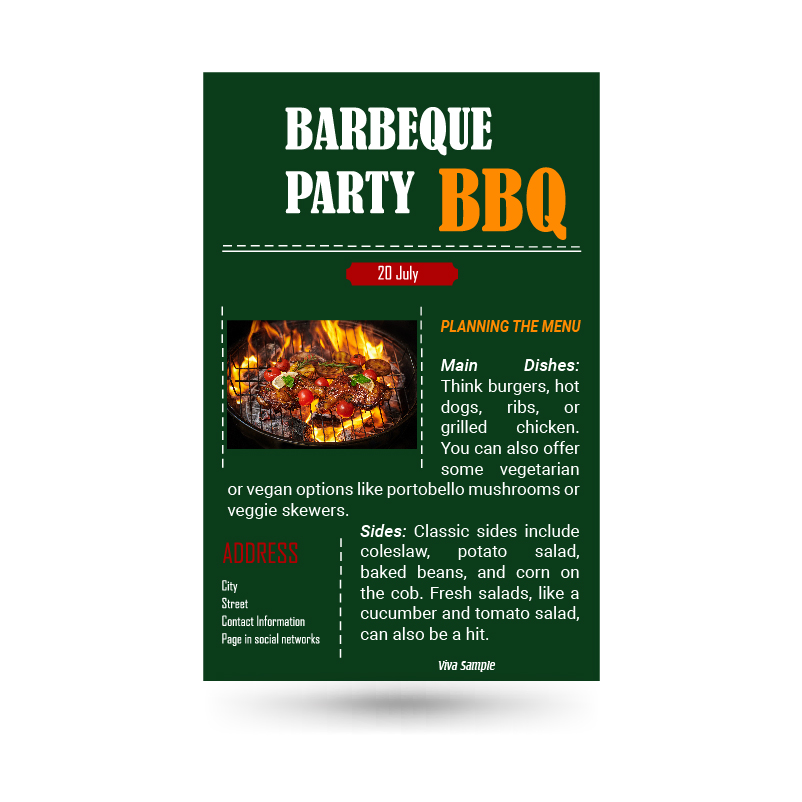 BARBEQUE
PARTY BBQ
20 July
PLANNING THE MENU
Main Dishes:
Think burgers, hot
dogs, ribs, or
grilled chicken.
You can also offer
some vegetarian
or vegan options like portobello mushrooms or
veggie skewers.
Sides: Classic sides include
coleslaw, potato salad,
baked beans, and corn on
the cob. Fresh salads, like a
cucumber and tomato salad,
can also be a hit.
ADDRESS
City
Street
Contact Information
Page in social networks
Viva Sample